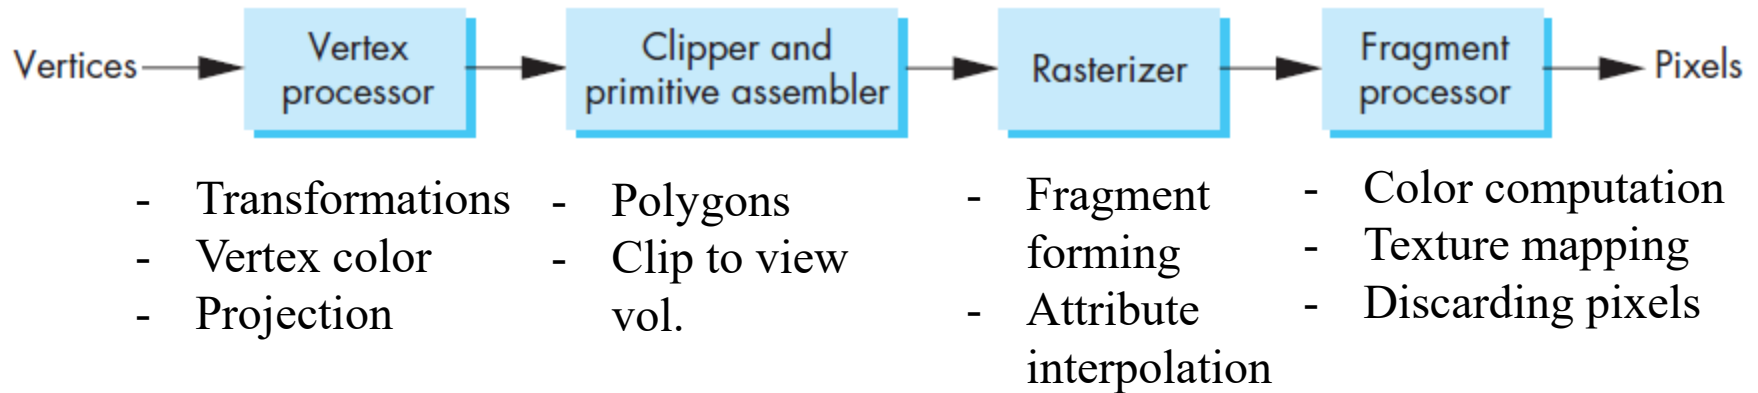 Vertices
Vertex
processor
Clipper and
primitive assembler
Rasterizer
Fragment
processor
Pixels
- Transformations
- Vertex color
- Projection
- Polygons
- Clip to view
vol.
- Fragment
forming
- Attribute
interpolation
- Color computation
- Texture mapping
- Discarding pixels